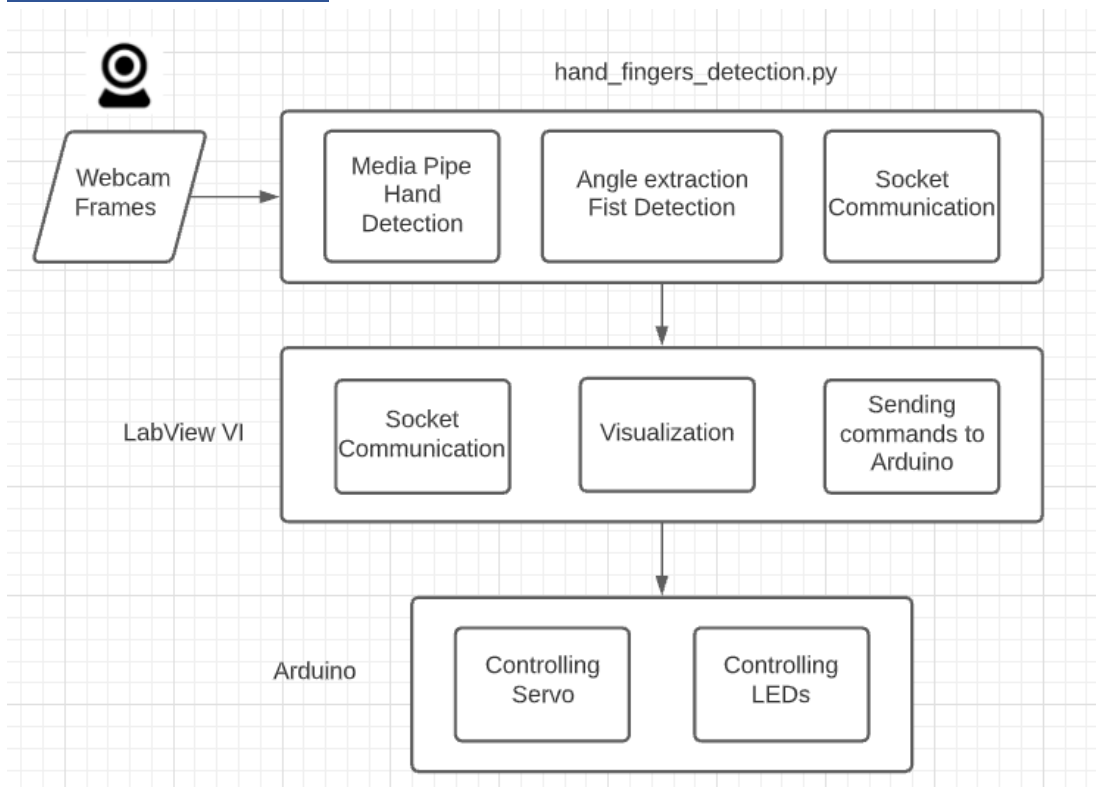 hand_fingers_detection.py
Webcam
Frames
Media Pipe
Hand
Detection
Angle extraction
Fist Detection
Socket
Communication
LabView VI
Socket
Communication
Visualization
Sending
commands to
Arduino
Arduino
Controlling
Servo
Controlling
LEDs